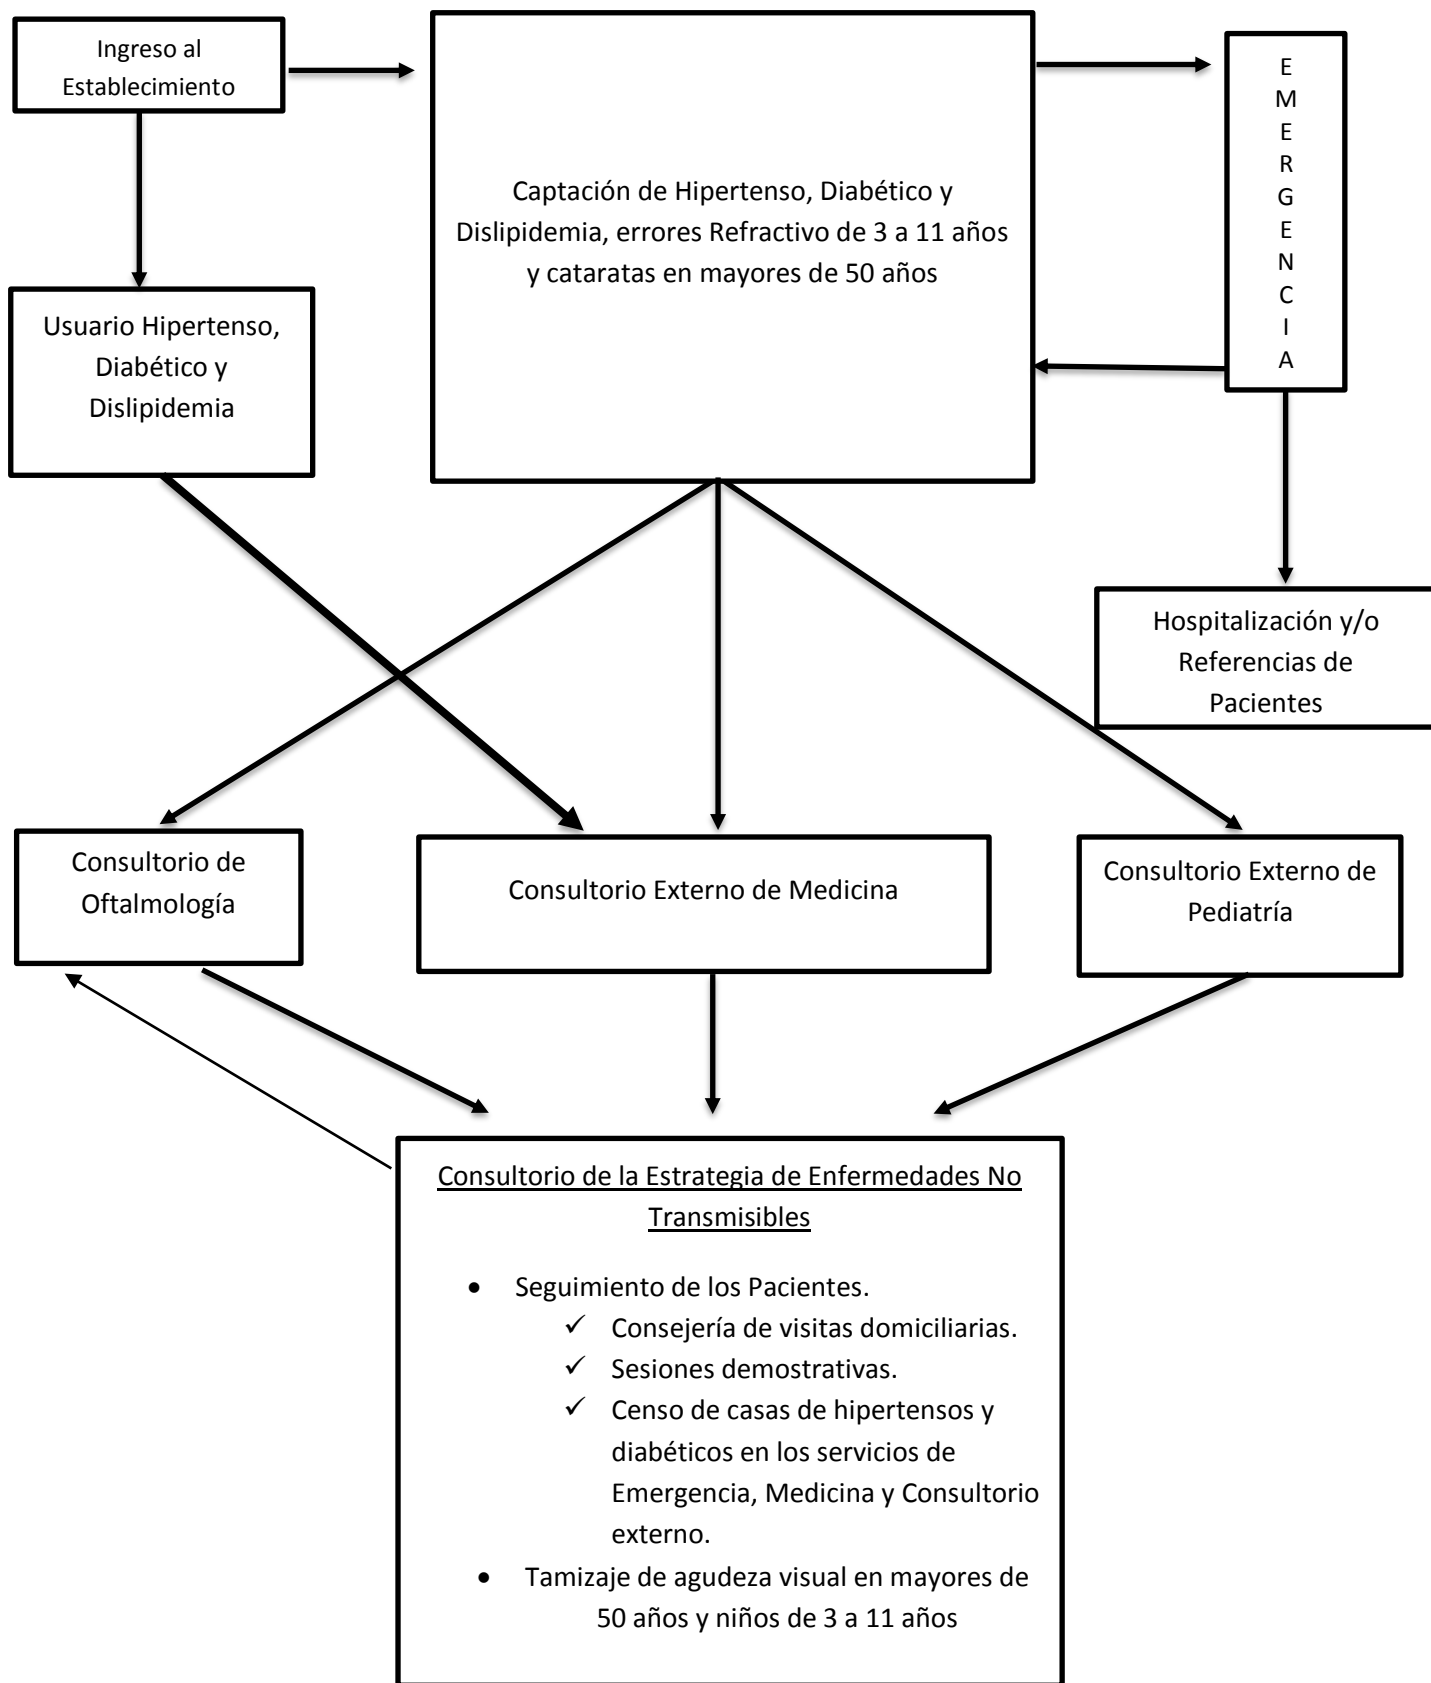 Ingreso al
Establecimiento
Captación de Hipertenso, Diabético y
Dislipidemia, errores Refractivo de 3 a 11 años
y cataratas en mayores de 50 años
E
M
E
R
G
E
N
C
I
A
Usuario Hipertenso,
Diabético y
Dislipidemia
Hospitalización y/o
Referencias de
Pacientes
Consultorio de
Oftalmología
Consultorio Externo de Medicina
Consultorio Externo de
Pediatría
Consultorio de la Estrategia de Enfermedades No
Transmisibles
• Seguimiento de los Pacientes.
✓ Consejería de visitas domiciliarias.
✓ Sesiones demostrativas.
✓ Censo de casas de hipertensos y
diabéticos en los servicios de
Emergencia, Medicina y Consultorio
externo.
• Tamizaje de agudeza visual en mayores de
50 años y niños de 3 a 11 años